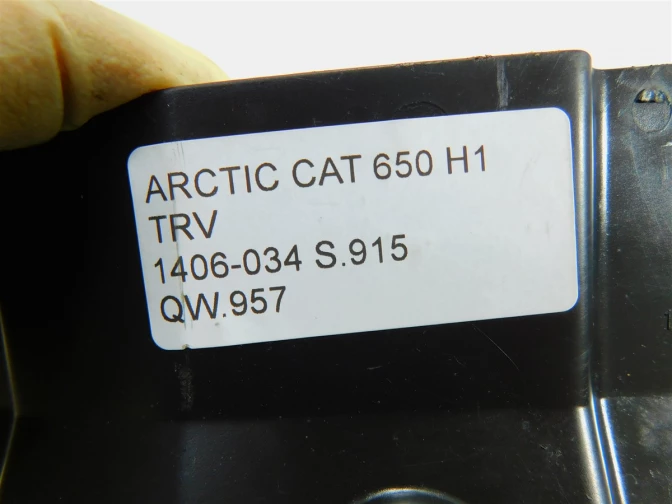 ARCTIC CAT 650 H1
TRV
1406-034 S.915
QW.957